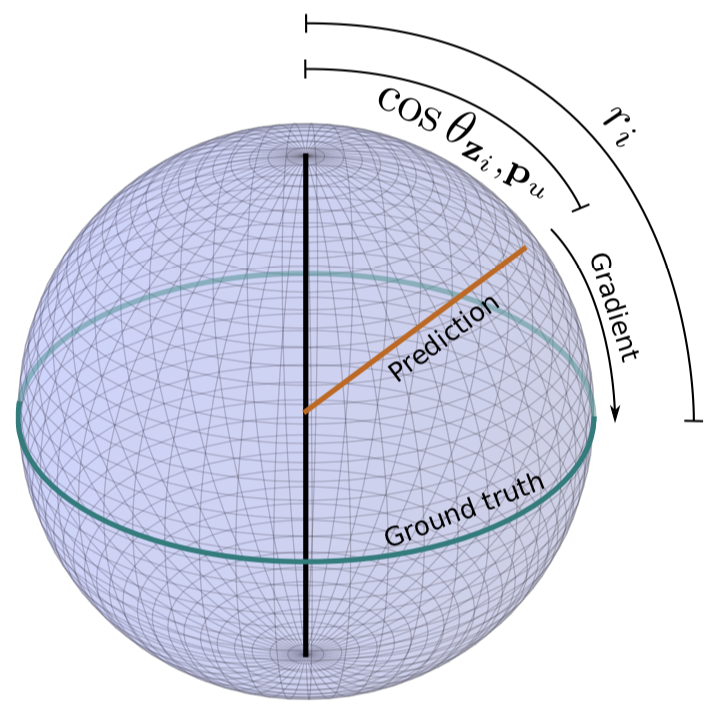 r_i
cos θ_{z_i, p_u}
Gradient
Prediction
Ground truth